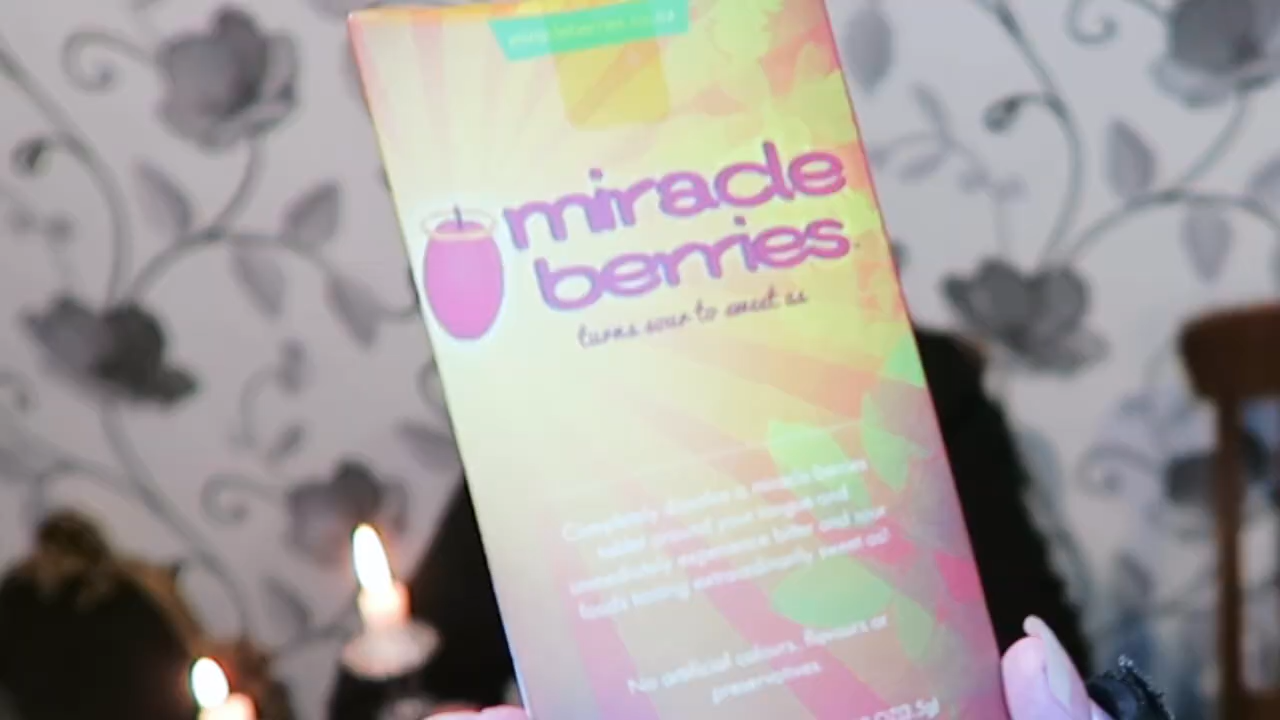 miracle
berries
turns sour to sweet as
Completely dissolve a miracle berries
tablet around your tongue and
immediately experience bitter and sour
foods tasting extraordinarily sweet as!
No artificial colours, flavours or
preservatives